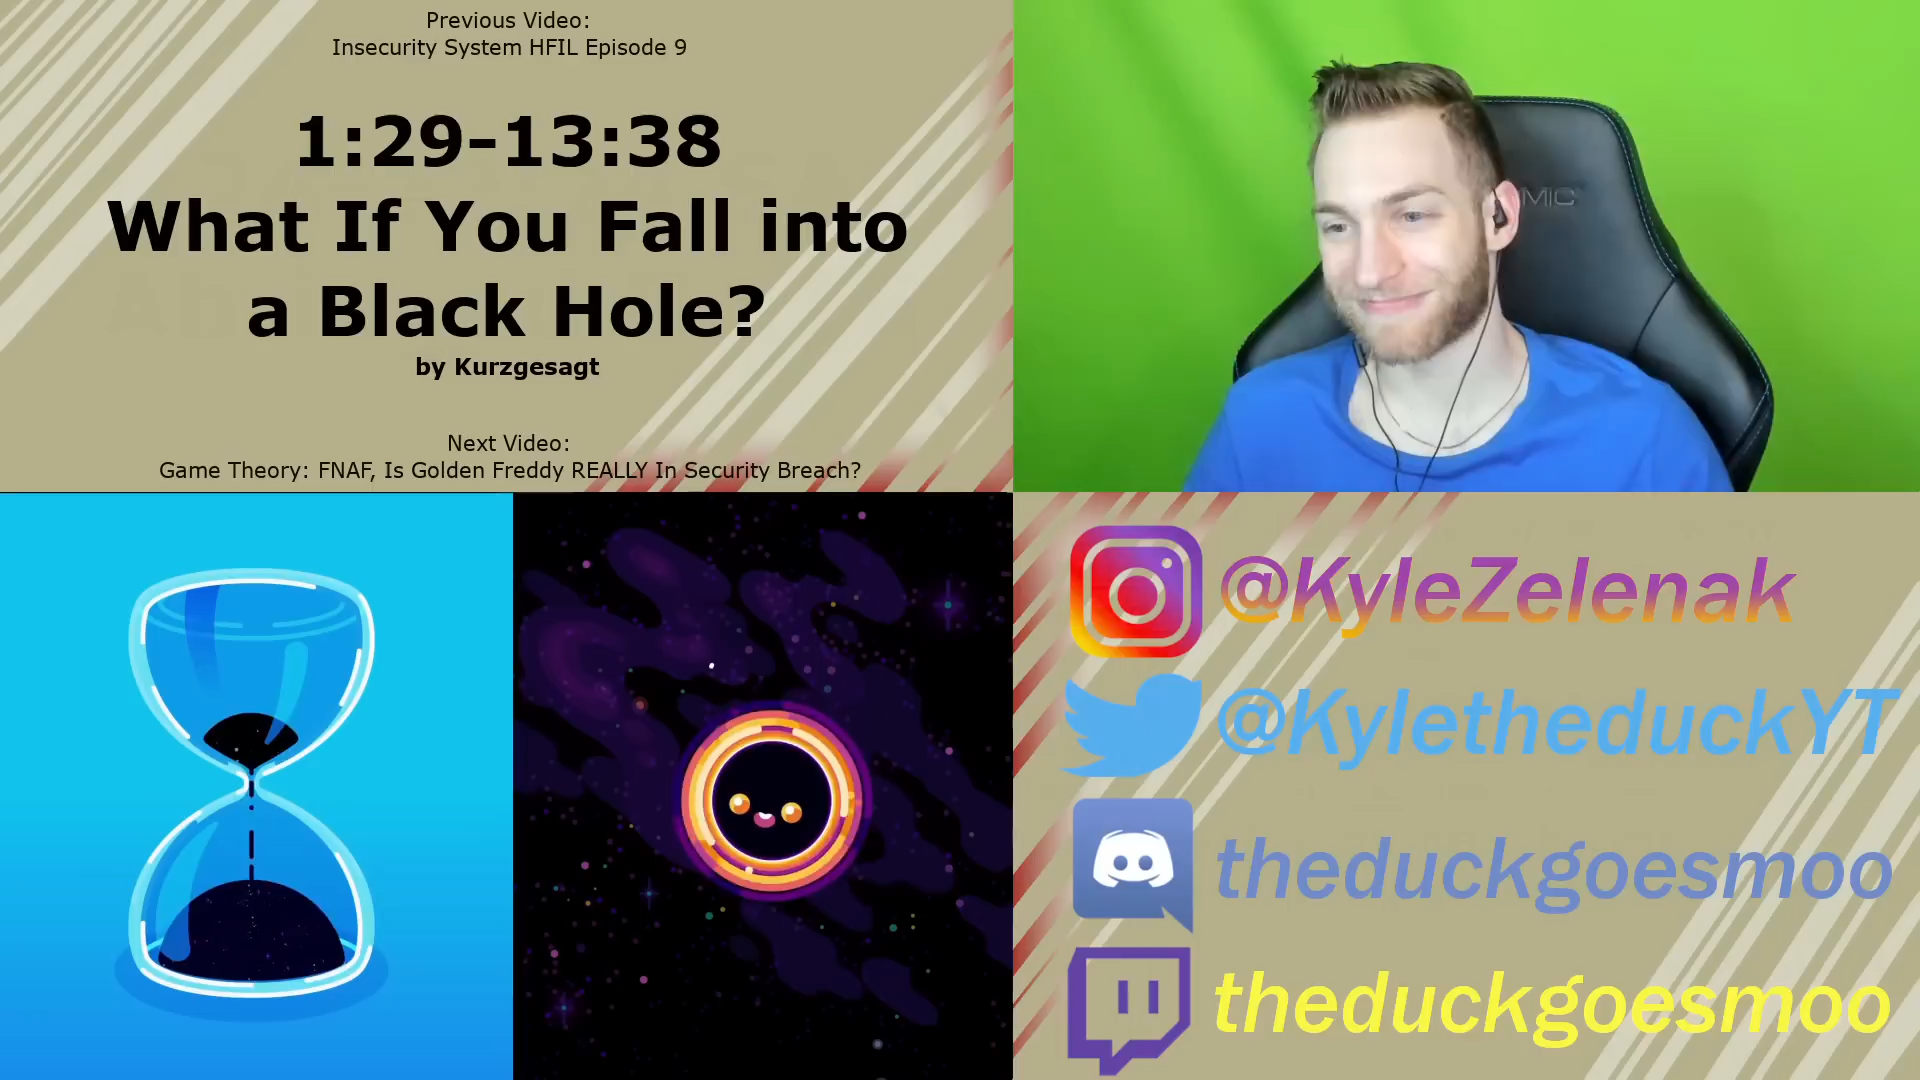 Previous Video:
Insecurity System HFIL Episode 9
1:29-13:38
What If You Fall into
a Black Hole?
by Kurzgesagt
Next Video:
Game Theory: FNAF, Is Golden Freddy REALLY In Security Breach?
MIC
@KyleZelenak
@KyletheduckYT
theduckgoesmoo
theduckgoesmoo